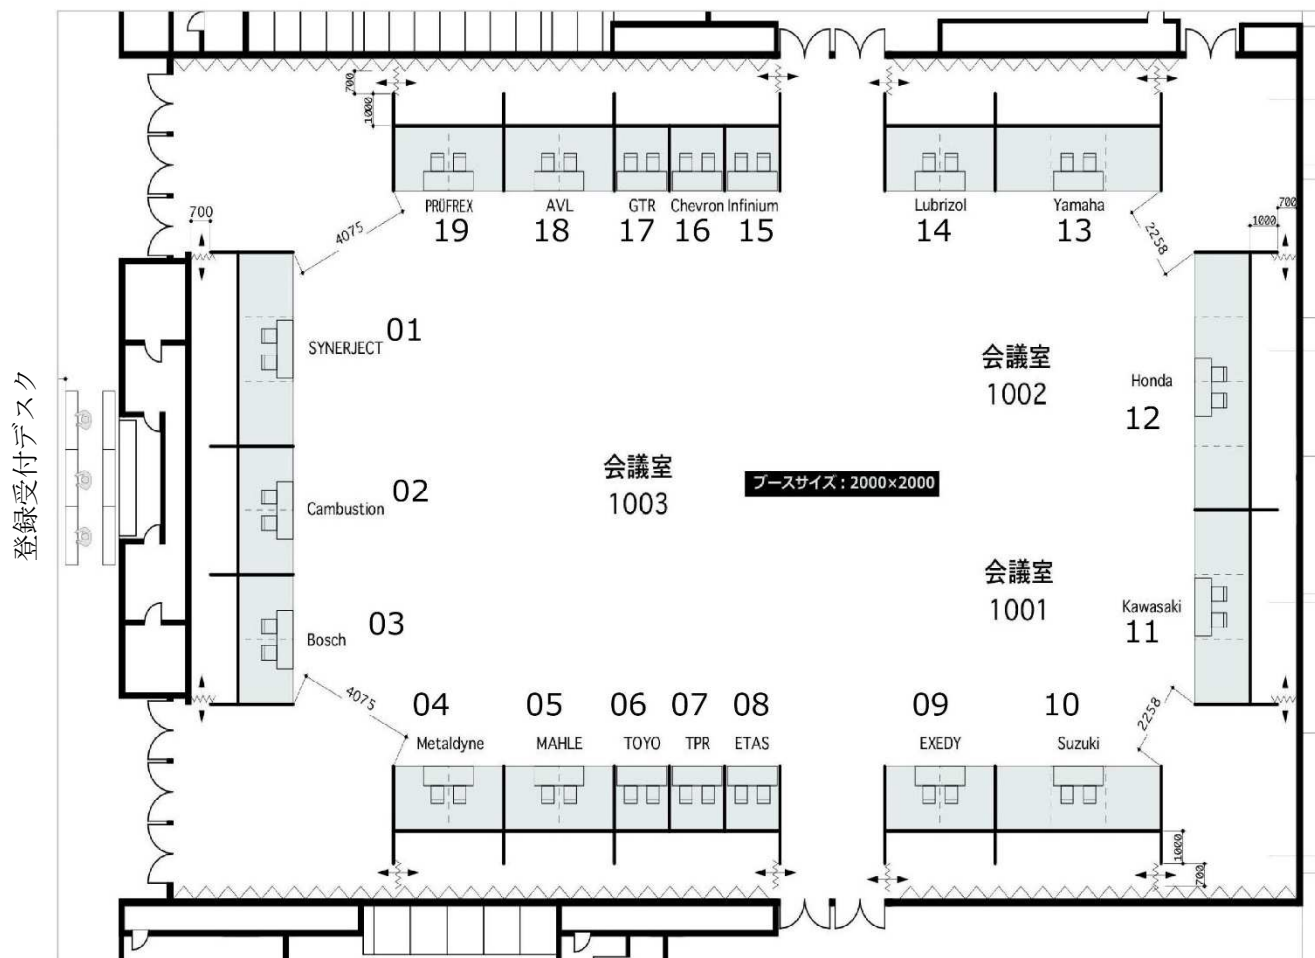 700
1000
PRÜFREX
19
AVL
18
GTR
17
Chevron
16
Infinium
15
Lubrizol
14
Yamaha
13
700
4075
2258
1000
700
01
SYNERJECT
会議室
1002
Honda
12
登録受付デスク
会議室
1003
ブースサイズ:2000×2000
02
Cambustion
会議室
1001
Kawasaki
11
03
Bosch
4075
2258
04
Metaldyne
05
MAHLE
06
TOYO
07
TPR
08
ETAS
09
EXEDY
10
Suzuki
1000
700